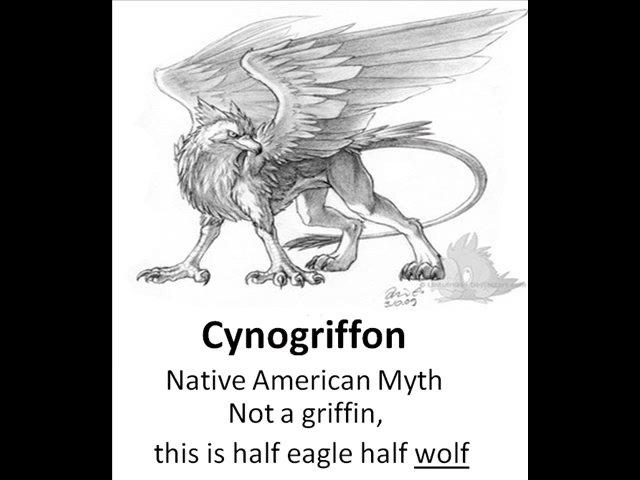 Cynogriffon
Native American Myth
Not a griffin,
this is half eagle half wolf